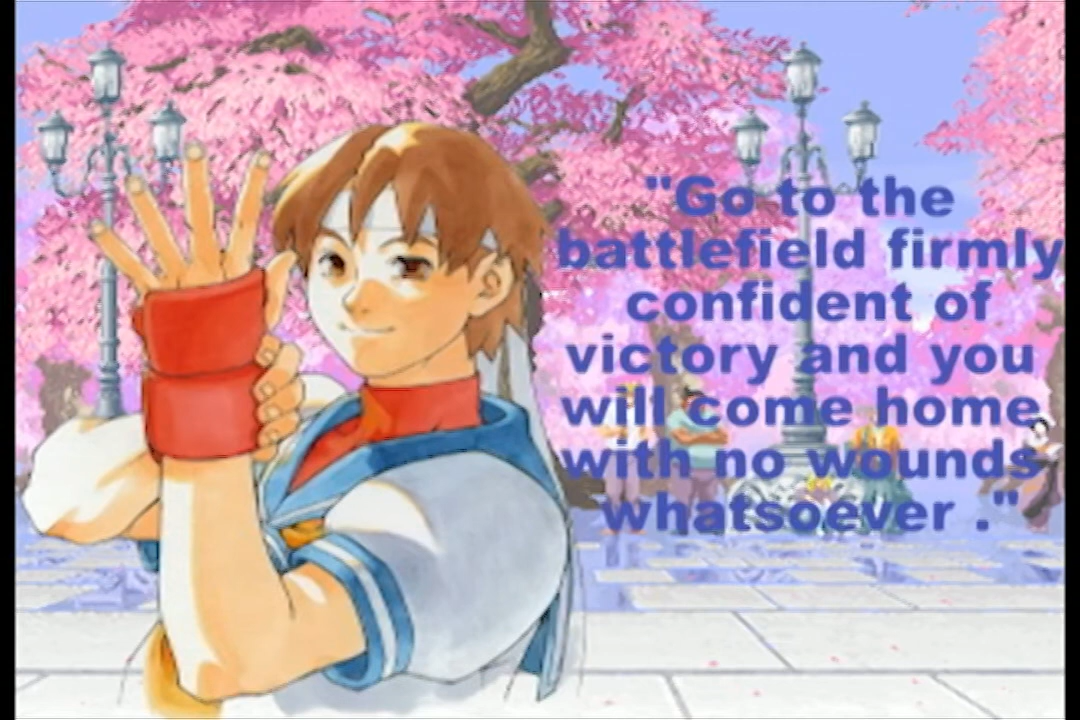 "Go to the
battlefield firmly
confident of
victory and you
will come home
with no wounds
whatsoever ."